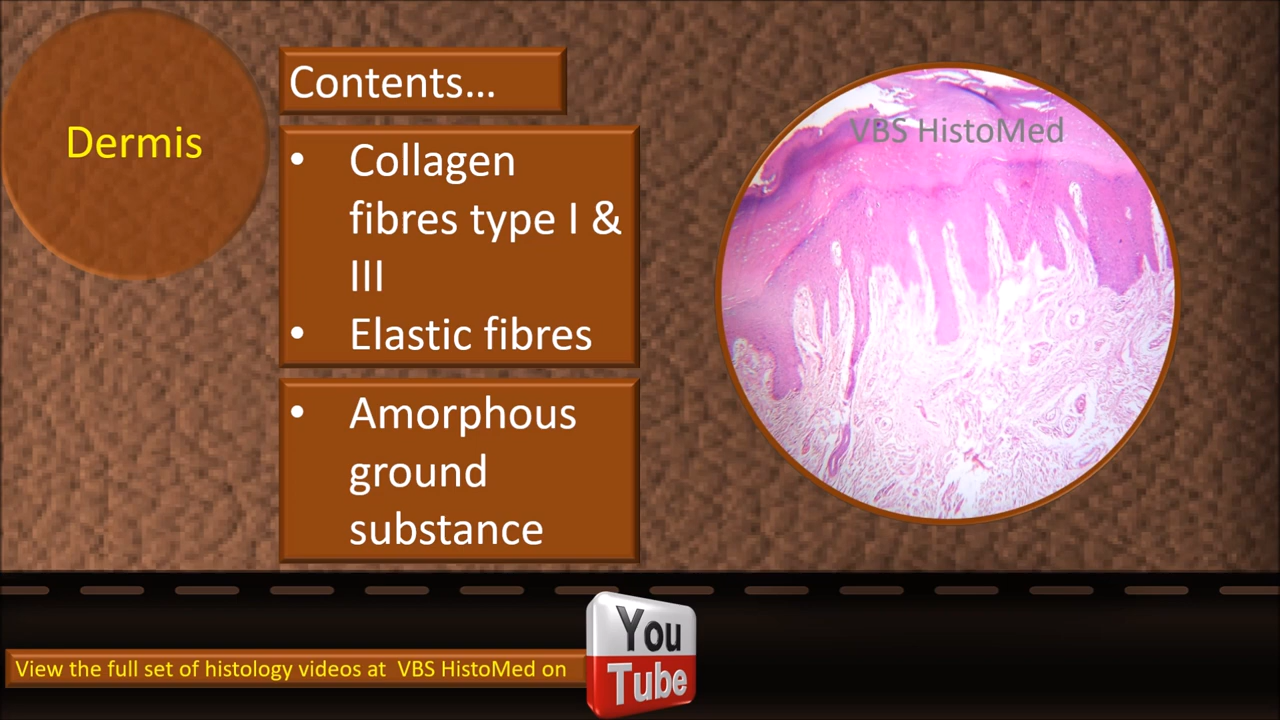 Dermis
Contents...
• Collagen
fibres type I &
III
• Elastic fibres
• Amorphous
ground
substance
VBS HistoMed
View the full set of histology videos at VBS HistoMed on
You
Tube